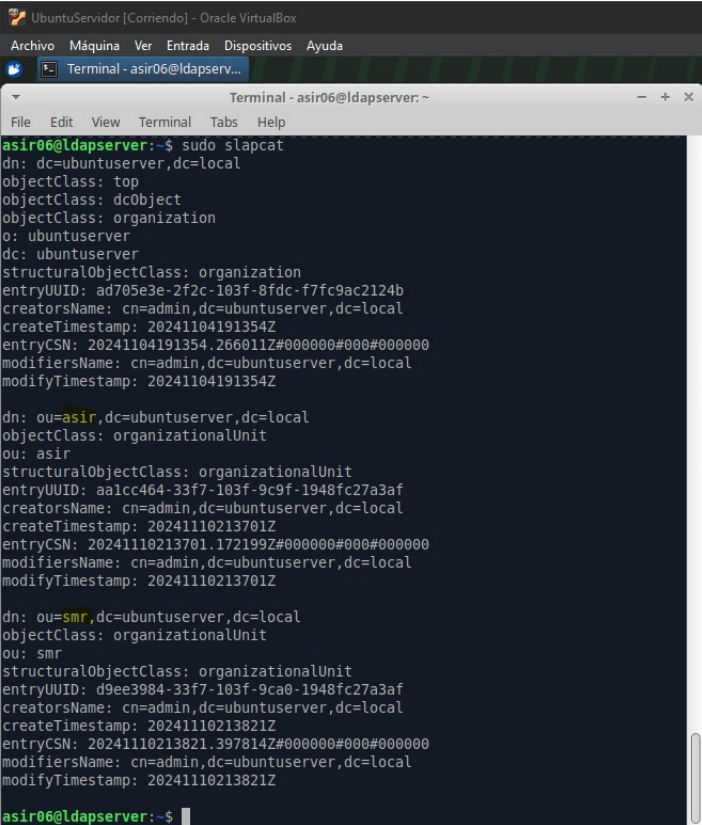 UbuntuServidor [Corriendo] - Oracle VirtualBox
Archivo Máquina Ver Entrada Dispositivos Ayuda
Terminal - asir06@ldapserv...
Terminal - asir06@ldapserver: ~
File Edit View Terminal Tabs Help
asir06@ldapserver:~$ sudo slapcat
dn: dc=ubuntuserver,dc=local
objectClass: top
objectClass: dcObject
objectClass: organization
o: ubuntuserver
dc: ubuntuserver
structuralObjectClass: organization
entryUUID: ad705e3e-2f2c-103f-8fdc-f7fc9ac2124b
creatorsName: cn=admin,dc=ubuntuserver,dc=local
createTimestamp: 20241104191354Z
entryCSN: 20241104191354.266011Z#000000#000#000000
modifiersName: cn=admin,dc=ubuntuserver,dc=local
modifyTimestamp: 20241104191354Z
dn: ou=asir,dc=ubuntuserver,dc=local
objectClass: organizationalUnit
ou: asir
structuralObjectClass: organizationalUnit
entryUUID: aa1cc464-33f7-103f-9c9f-1948fc27a3af
creatorsName: cn=admin,dc=ubuntuserver,dc=local
createTimestamp: 20241110213701Z
entryCSN: 20241110213701.172199Z#000000#000#000000
modifiersName: cn=admin,dc=ubuntuserver,dc=local
modifyTimestamp: 20241110213701Z
dn: ou=smr,dc=ubuntuserver,dc=local
objectClass: organizationalUnit
ou: smr
structuralObjectClass: organizationalUnit
entryUUID: d9ee3984-33f7-103f-9ca0-1948fc27a3af
creatorsName: cn=admin,dc=ubuntuserver,dc=local
createTimestamp: 20241110213821Z
entryCSN: 20241110213821.397814Z#000000#000#000000
modifiersName: cn=admin,dc=ubuntuserver,dc=local
modifyTimestamp: 20241110213821Z
asir06@ldapserver:~$